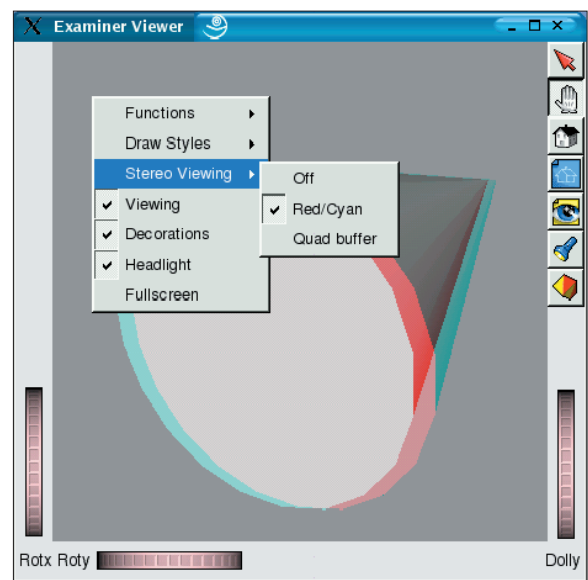 Examiner Viewer
Functions
Draw Styles
Stereo Viewing
Viewing
Decorations
Headlight
Fullscreen
Off
Red/Cyan
Quad buffer
Rotx Roty
Dolly